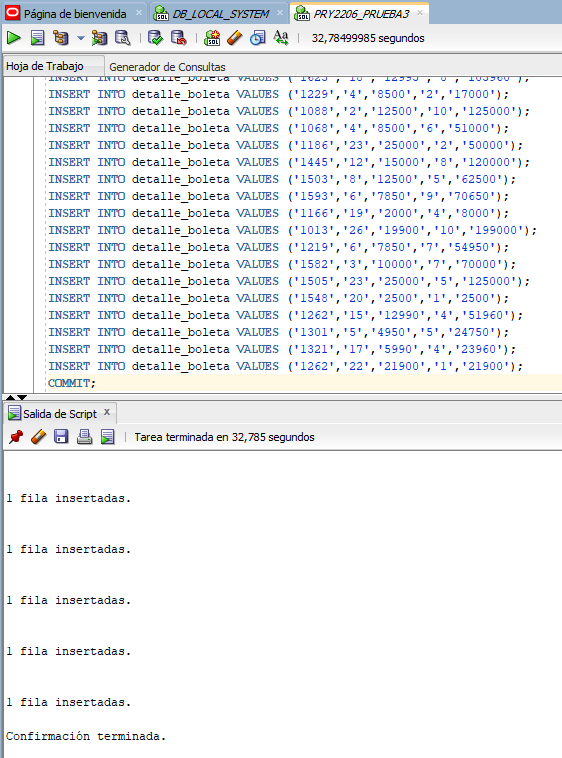 Página de bienvenida × DB_LOCAL_SYSTEM × PRY2206_PRUEBA3 ×
32,78499985 segundos
Hoja de Trabajo Generador de Consultas
INSERT INTO detalle_boleta VALUES ('1229','4','8500','2','17000');
INSERT INTO detalle_boleta VALUES ('1088','2','12500','10','125000');
INSERT INTO detalle_boleta VALUES ('1068','4','8500','6','51000');
INSERT INTO detalle_boleta VALUES ('1186','23','25000','2','50000');
INSERT INTO detalle_boleta VALUES ('1445','12','15000','8','120000');
INSERT INTO detalle_boleta VALUES ('1503','8','12500','5','62500');
INSERT INTO detalle_boleta VALUES ('1593','6','7850','9','70650');
INSERT INTO detalle_boleta VALUES ('1166','19','2000','4','8000');
INSERT INTO detalle_boleta VALUES ('1013','26','19900','10','199000');
INSERT INTO detalle_boleta VALUES ('1219','6','7850','7','54950');
INSERT INTO detalle_boleta VALUES ('1582','3','10000','7','70000');
INSERT INTO detalle_boleta VALUES ('1505','23','25000','5','125000');
INSERT INTO detalle_boleta VALUES ('1548','20','2500','1','2500');
INSERT INTO detalle_boleta VALUES ('1262','15','12990','4','51960');
INSERT INTO detalle_boleta VALUES ('1301','5','4950','5','24750');
INSERT INTO detalle_boleta VALUES ('1321','17','5990','4','23960');
INSERT INTO detalle_boleta VALUES ('1262','22','21900','1','21900');
COMMIT;
Salida de Script ×
Tarea terminada en 32,785 segundos
1 fila insertadas.
1 fila insertadas.
1 fila insertadas.
1 fila insertadas.
1 fila insertadas.
Confirmación terminada.